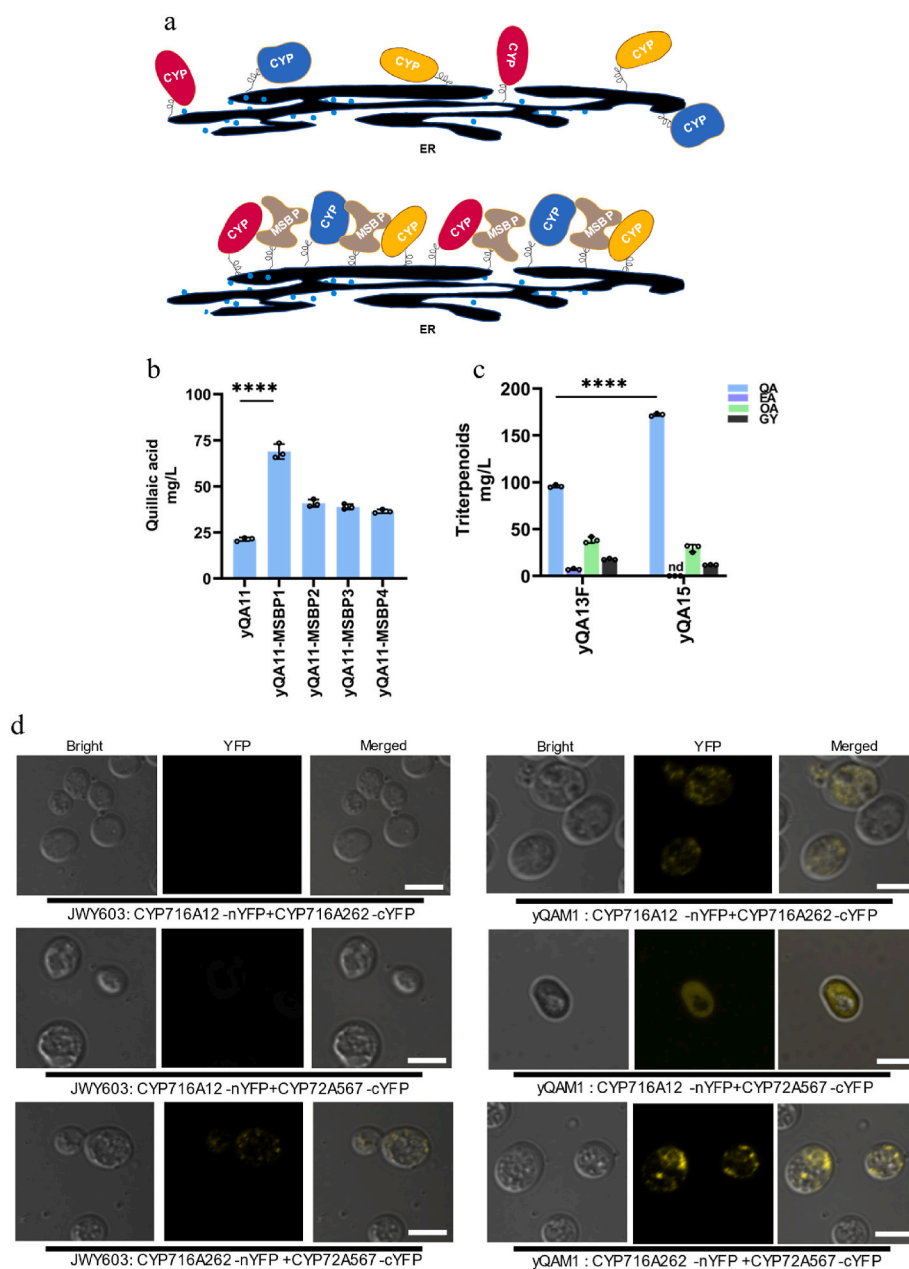 a
CYP CYP CYP CYP CYP
CYP
ER
CYP MSBP CYP MSBP CYP CYP MSBP CYP MSBP CYP
ER
b
Quillaic acid
mg/L
100
75
50
25
0
****
yQA11
yQA11-MSBP1
yQA11-MSBP2
yQA11-MSBP3
yQA11-MSBP4
c
Triterpenoids
mg/L
200
150
100
50
0
****
nd
QA
EA
OA
GY
yQA13F
yQA15
d
Bright YFP Merged
Bright YFP Merged
JWY603: CYP716A12 -nYFP+CYP716A262 -cYFP
yQAM1 : CYP716A12 -nYFP+CYP716A262 -cYFP
JWY603: CYP716A12 -nYFP+CYP72A567 -cYFP
yQAM1 : CYP716A12 -nYFP+CYP72A567 -cYFP
JWY603: CYP716A262 -nYFP +CYP72A567 -cYFP
yQAM1 : CYP716A262 -nYFP +CYP72A567 -cYFP